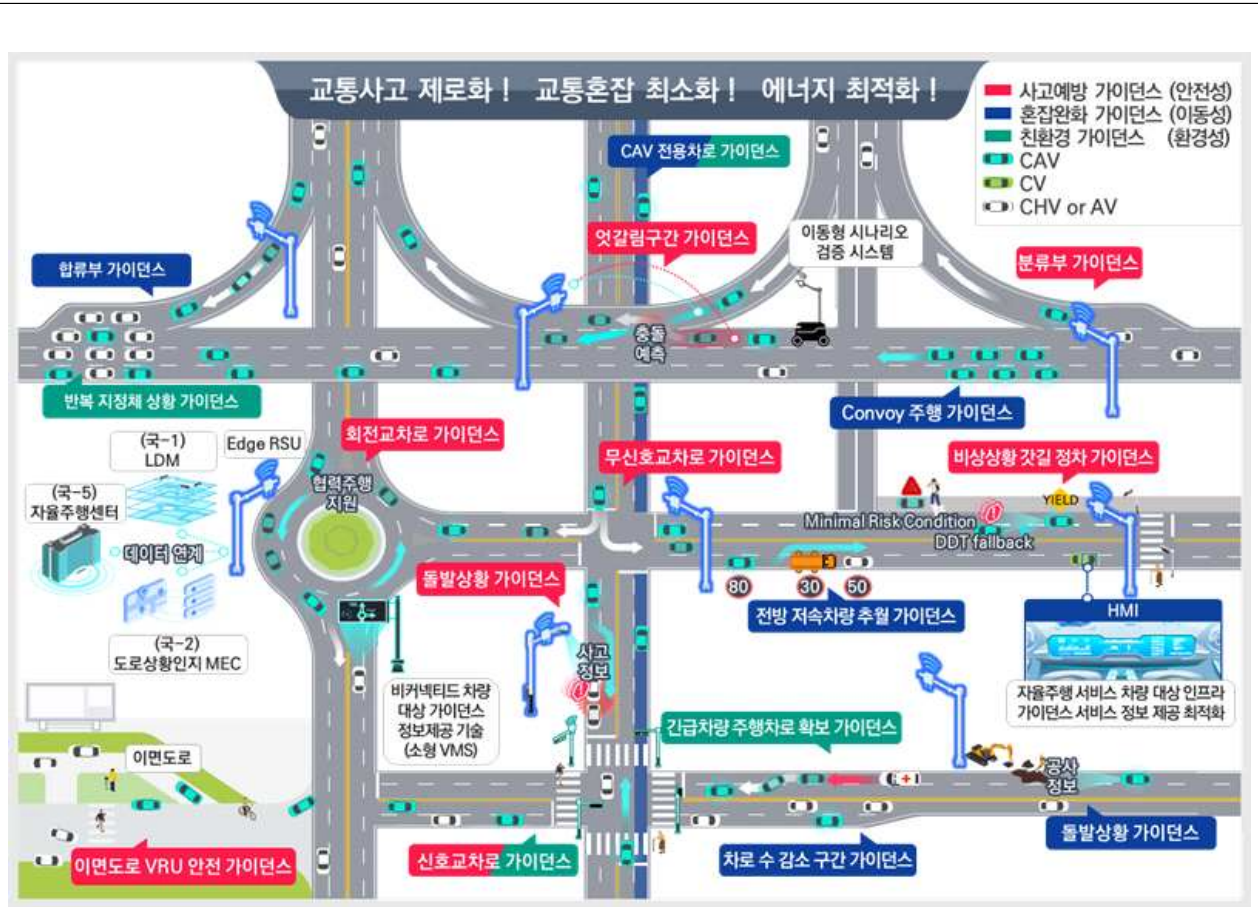 교통사고 제로화 ! 교통혼잡 최소화 ! 에너지 최적화 !
사고예방 가이던스 (안전성)
혼잡완화 가이던스 (이동성)
친환경 가이던스 (환경성)
CAV
CV
CHV or AV
CAV 전용차로 가이던스
엇갈림구간 가이던스
이동형 시나리오
검증 시스템
합류부 가이던스
분류부 가이던스
충돌
예측
반복 지정체 상황 가이던스
Convoy 주행 가이던스
(국-1)
LDM
Edge RSU
회전교차로 가이던스
무신호교차로 가이던스
비상상황 갓길 정차 가이던스
(국-5)
자율주행센터
협력주행
지원
YIELD
Minimal Risk Condition
DDT fallback
데이터 연계
돌발상황 가이던스
80
30
50
전방 저속차량 추월 가이던스
HMI
(국-2)
도로상황인지 MEC
사고
정보
비커넥티드 차량
대상 가이던스
정보제공 기술
(소형 VMS)
자율주행 서비스 차량 대상 인프라
가이던스 서비스 정보 제공 최적화
긴급차량 주행차로 확보 가이던스
이면도로
공사
정보
돌발상황 가이던스
이면도로 VRU 안전 가이던스
신호교차로 가이던스
차로 수 감소 구간 가이던스